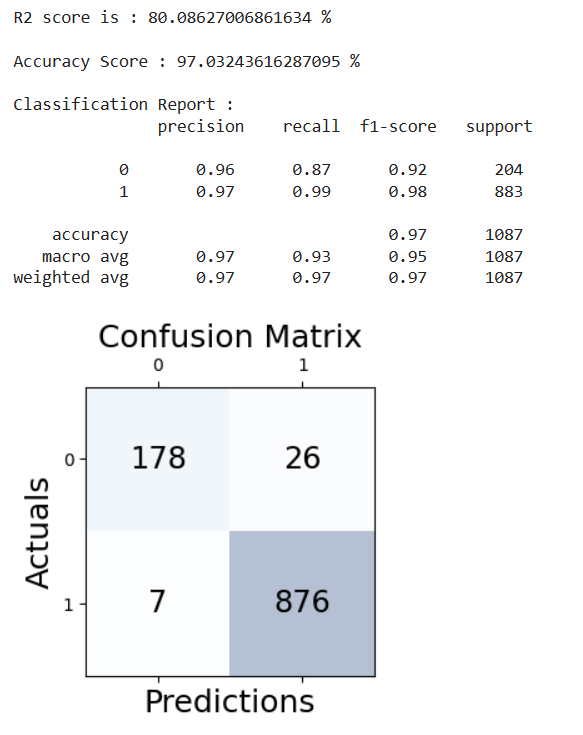 R2 score is : 80.08627006861634 %
Accuracy Score : 97.03243616287095 %
Classification Report :
precision recall f1-score support
0 0.96 0.87 0.92 204
1 0.97 0.99 0.98 883
accuracy 0.97 1087
macro avg 0.97 0.93 0.95 1087
weighted avg 0.97 0.97 0.97 1087
Confusion Matrix
0 1
0 178 26
Actuals
1 7 876
Predictions